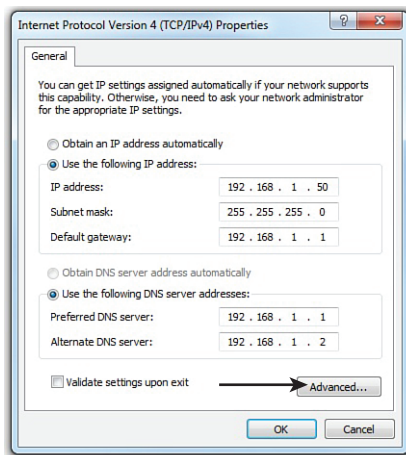 Internet Protocol Version 4 (TCP/IPv4) Properties
General
You can get IP settings assigned automatically if your network supports
this capability. Otherwise, you need to ask your network administrator
for the appropriate IP settings.
Obtain an IP address automatically
Use the following IP address:
IP address: 192 . 168 . 1 . 50
Subnet mask: 255 . 255 . 255 . 0
Default gateway: 192 . 168 . 1 . 1
Obtain DNS server address automatically
Use the following DNS server addresses:
Preferred DNS server: 192 . 168 . 1 . 1
Alternate DNS server: 192 . 168 . 1 . 2
Validate settings upon exit
Advanced...
OK Cancel